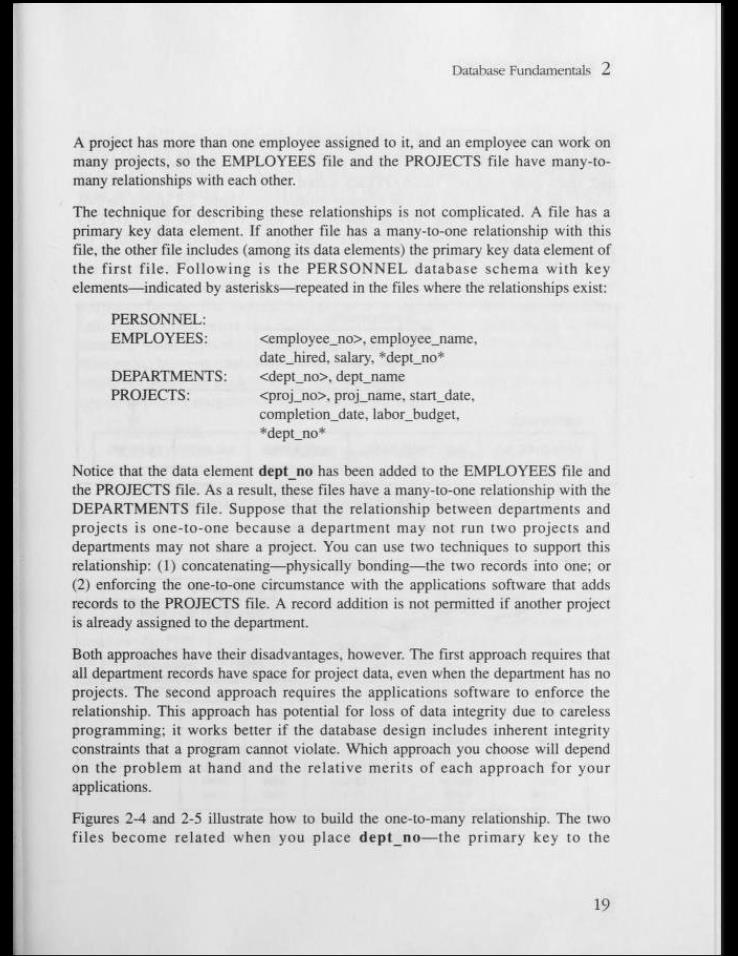 Database Fundamentals 2
A project has more than one employee assigned to it, and an employee can work on
many projects, so the EMPLOYEES file and the PROJECTS file have many-to-
many relationships with each other.
The technique for describing these relationships is not complicated. A file has a
primary key data element. If another file has a many-to-one relationship with this
file, the other file includes (among its data elements) the primary key data element of
the first file. Following is the PERSONNEL database schema with key
elements—indicated by asterisks—repeated in the files where the relationships exist:
PERSONNEL:
EMPLOYEES: <employee_no>, employee_name,
date_hired, salary, *dept_no*
DEPARTMENTS: <dept_no>, dept_name
PROJECTS: <proj_no>, proj_name, start_date,
completion_date, labor_budget,
*dept_no*
Notice that the data element dept_no has been added to the EMPLOYEES file and
the PROJECTS file. As a result, these files have a many-to-one relationship with the
DEPARTMENTS file. Suppose that the relationship between departments and
projects is one-to-one because a department may not run two projects and
departments may not share a project. You can use two techniques to support this
relationship: (1) concatenating—physically bonding—the two records into one; or
(2) enforcing the one-to-one circumstance with the applications software that adds
records to the PROJECTS file. A record addition is not permitted if another project
is already assigned to the department.
Both approaches have their disadvantages, however. The first approach requires that
all department records have space for project data, even when the department has no
projects. The second approach requires the applications software to enforce the
relationship. This approach has potential for loss of data integrity due to careless
programming; it works better if the database design includes inherent integrity
constraints that a program cannot violate. Which approach you choose will depend
on the problem at hand and the relative merits of each approach for your
applications.
Figures 2-4 and 2-5 illustrate how to build the one-to-many relationship. The two
files become related when you place dept_no—the primary key to the
19